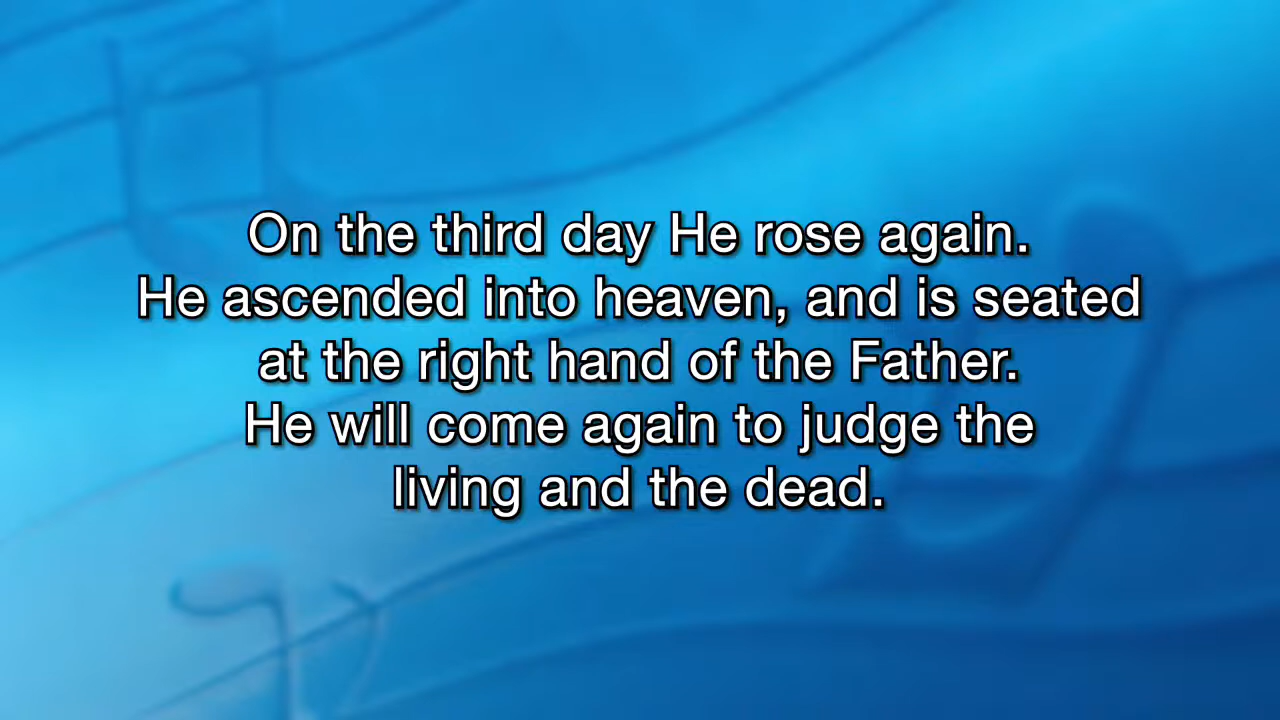 On the third day He rose again.
He ascended into heaven, and is seated
at the right hand of the Father.
He will come again to judge the
living and the dead.